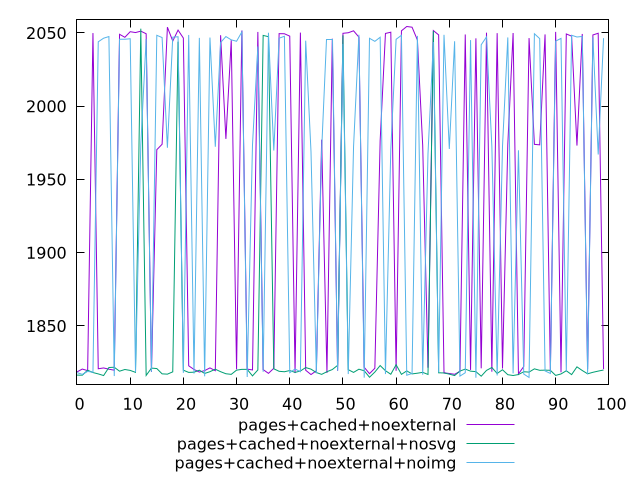 2050
2000
1950
1900
1850
0 10 20 30 40 50 60 70 80 90 100
pages+cached+noexternal
pages+cached+noexternal+nosvg
pages+cached+noexternal+noimg